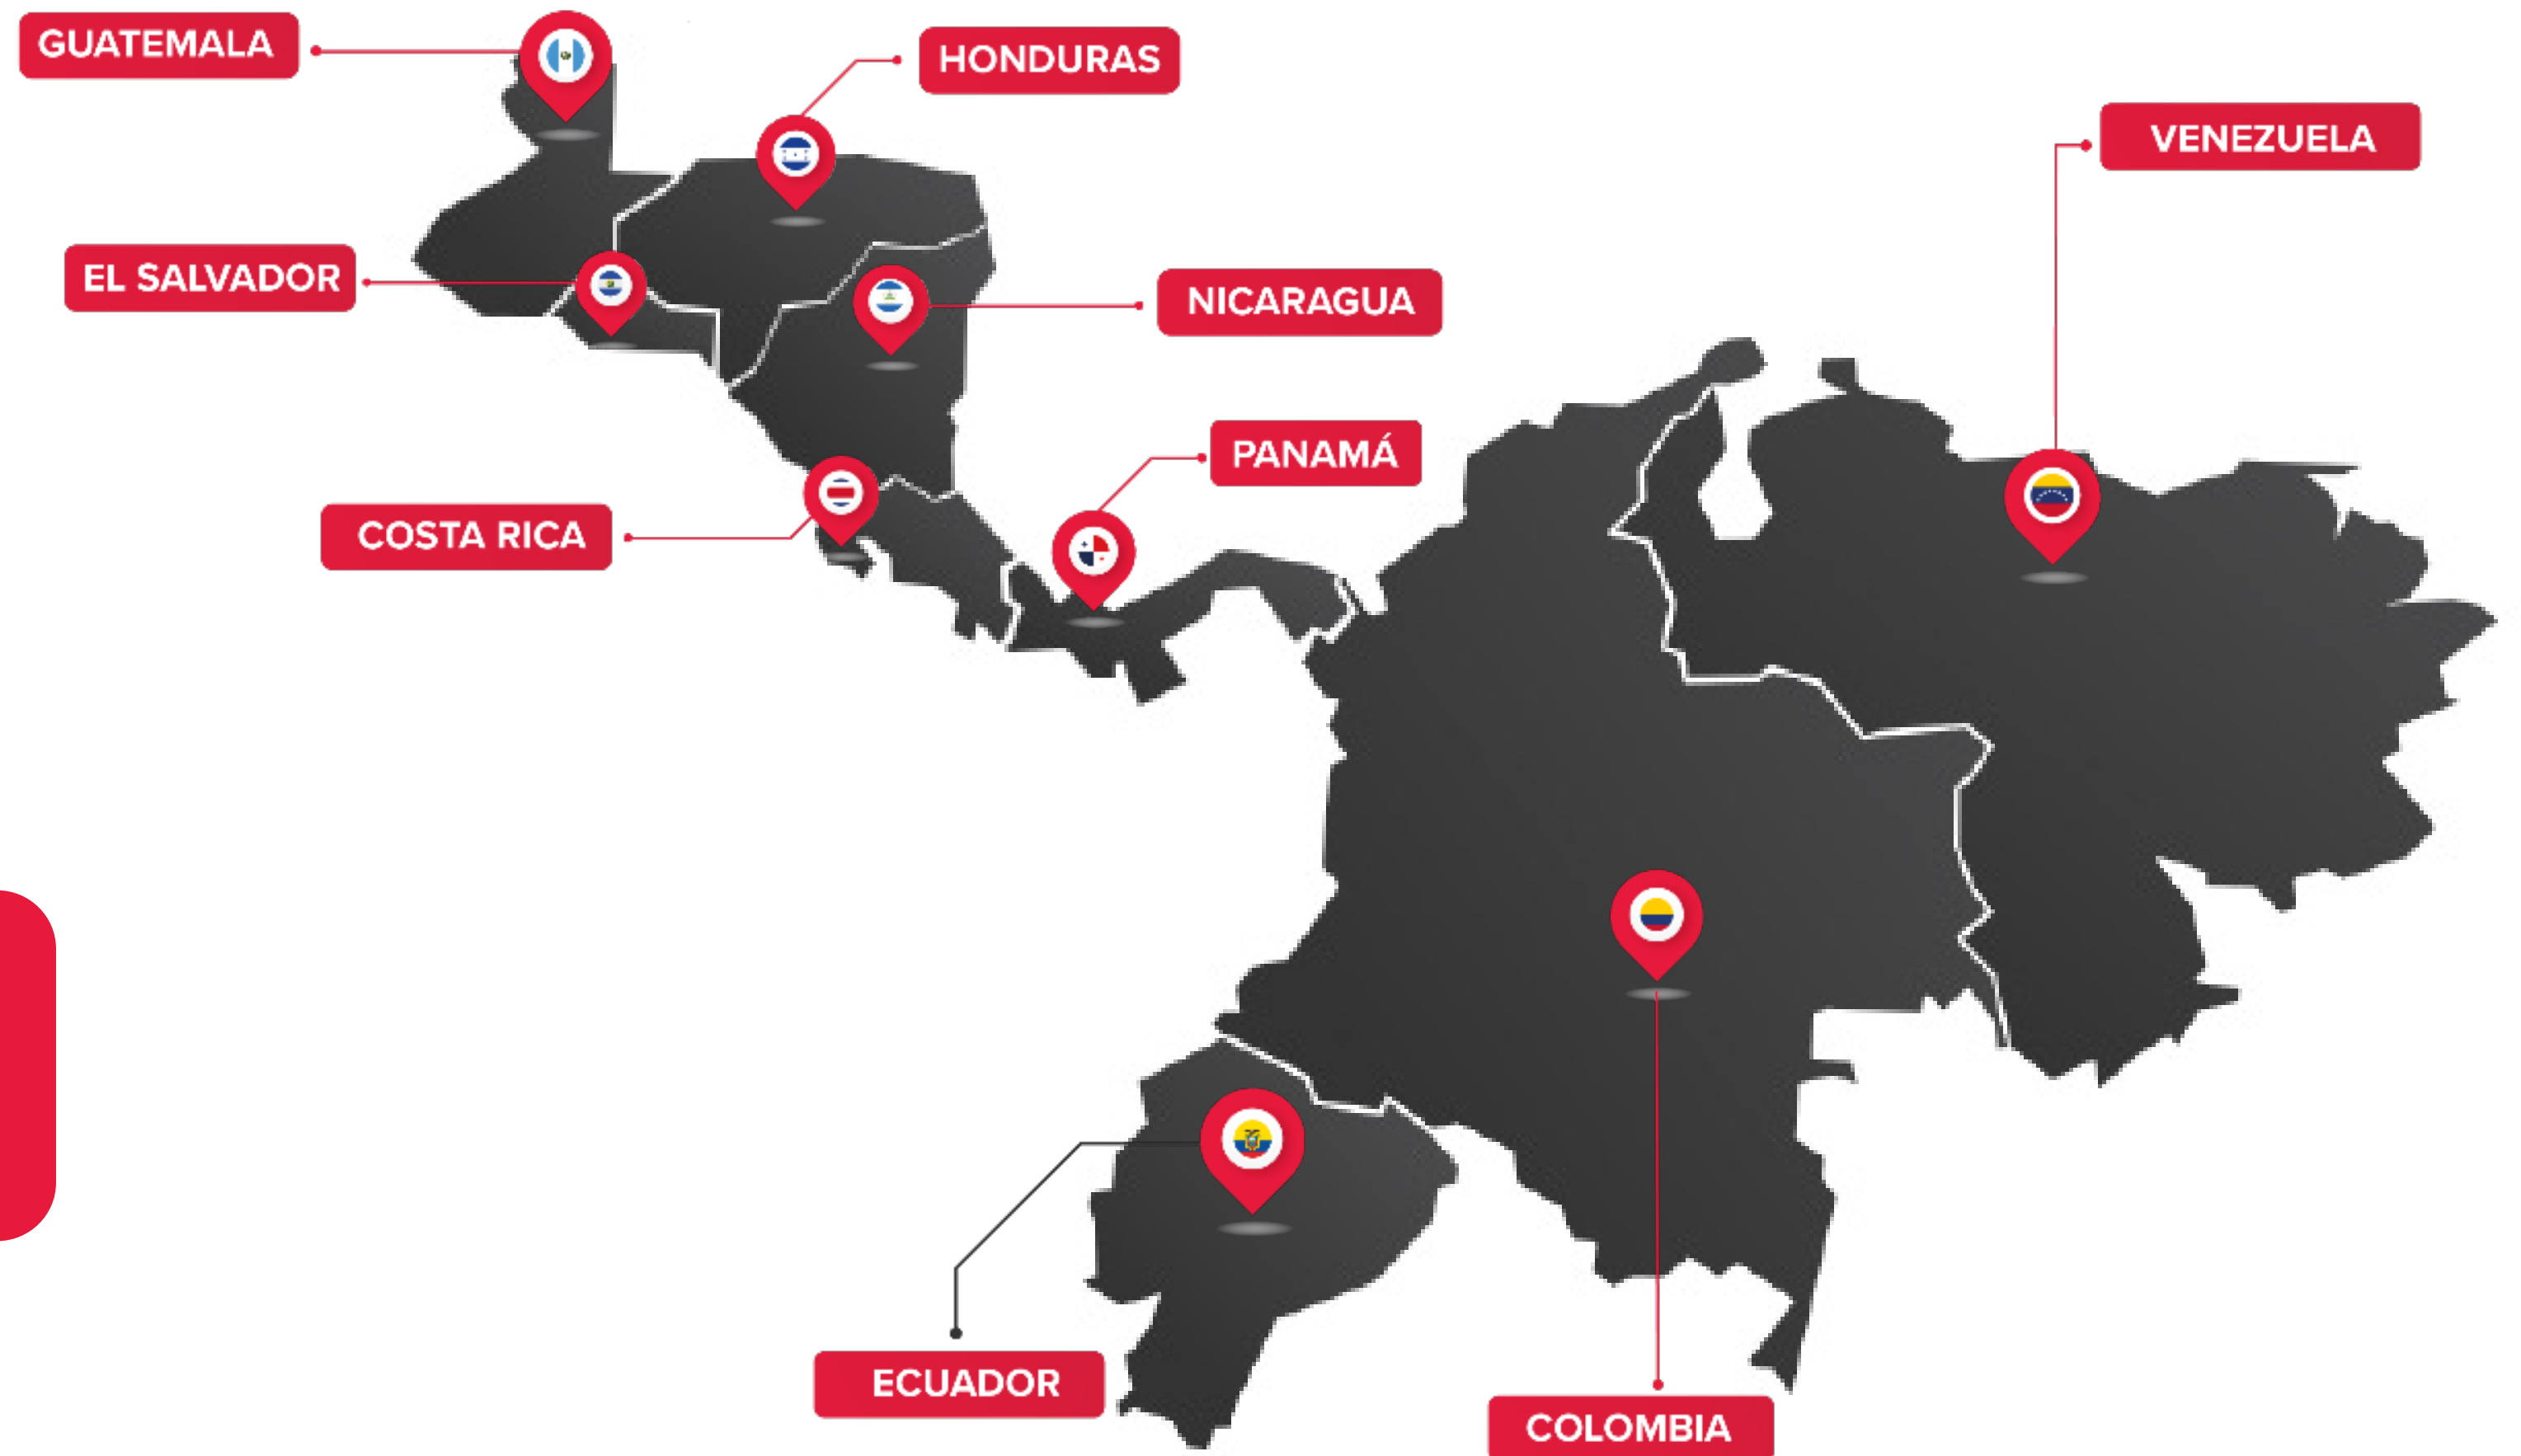 GUATEMALA
HONDURAS
VENEZUELA
EL SALVADOR
NICARAGUA
PANAMÁ
COSTA RICA
ECUADOR
COLOMBIA